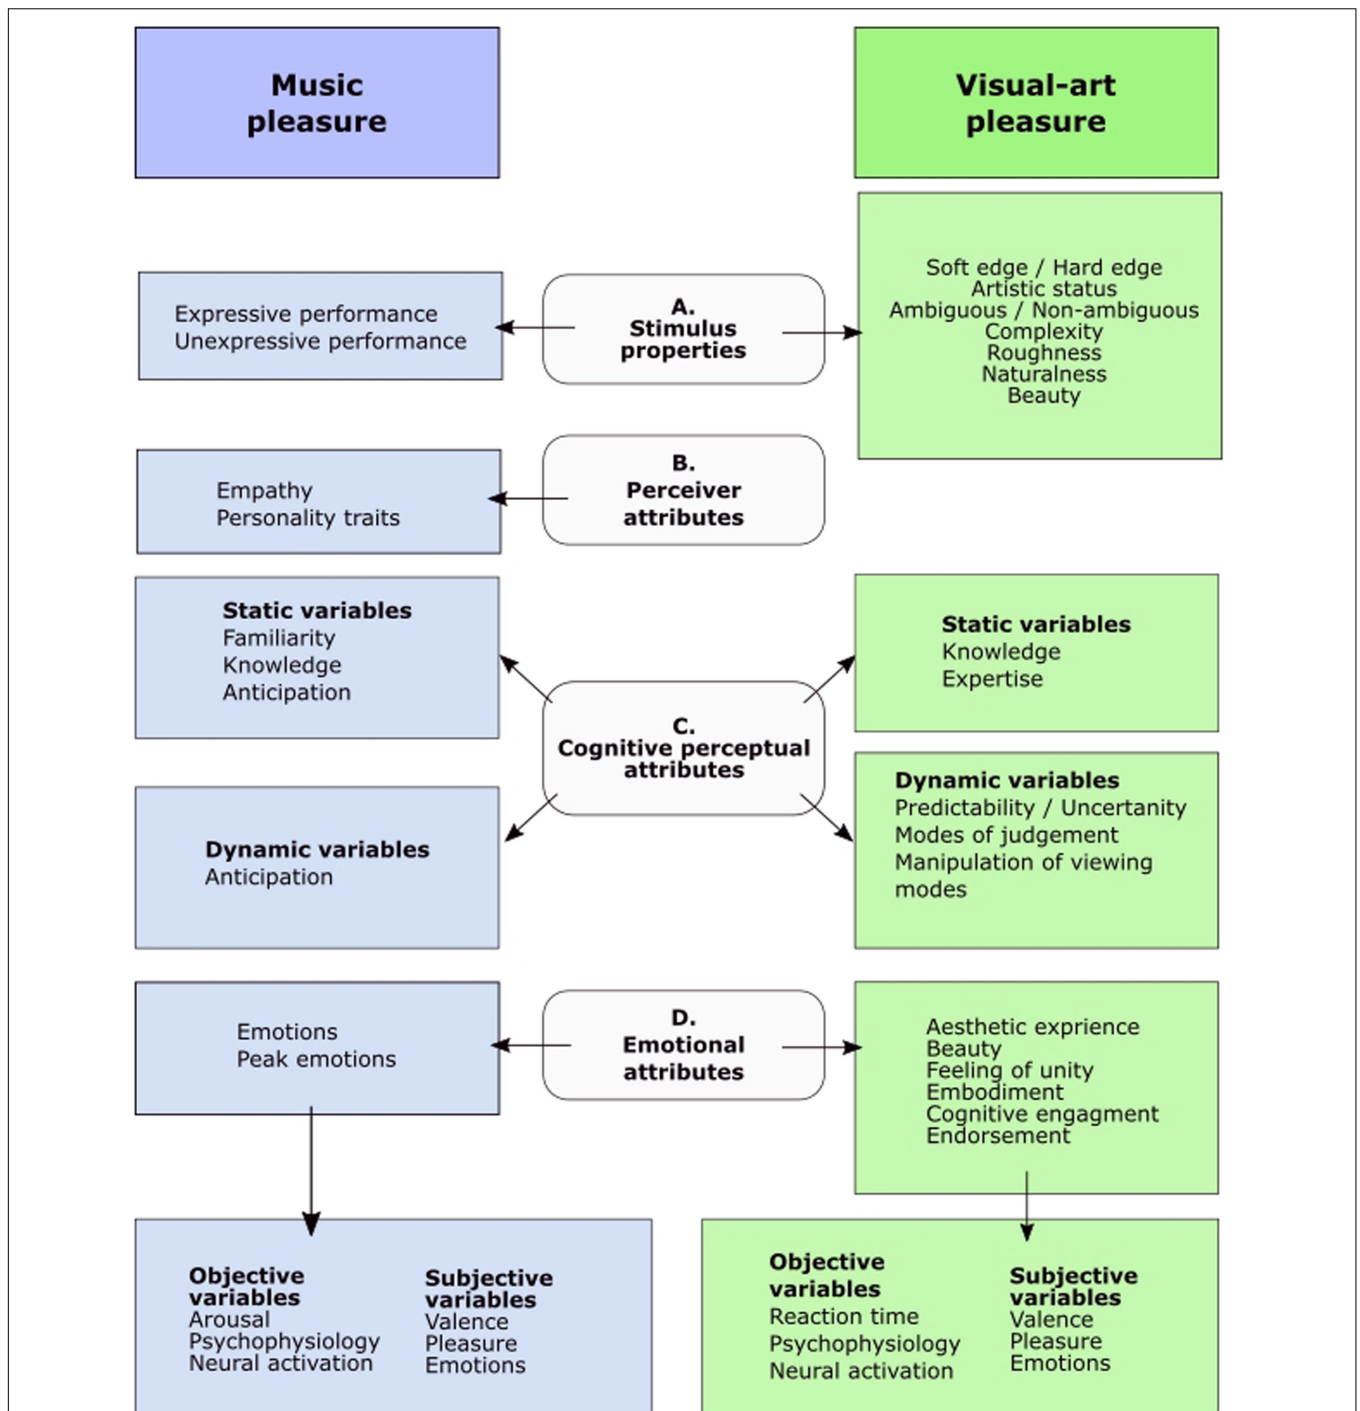 Music
pleasure
Visual-art
pleasure
Expressive performance
Unexpressive performance
A.
Stimulus
properties
Soft edge / Hard edge
Artistic status
Ambiguous / Non-ambiguous
Complexity
Roughness
Naturalness
Beauty
Empathy
Personality traits
B.
Perceiver
attributes
Static variables
Familiarity
Knowledge
Anticipation
C.
Cognitive perceptual
attributes
Static variables
Knowledge
Expertise
Dynamic variables
Anticipation
Dynamic variables
Predictability / Uncertanity
Modes of judgement
Manipulation of viewing
modes
Emotions
Peak emotions
D.
Emotional
attributes
Aesthetic exprience
Beauty
Feeling of unity
Embodiment
Cognitive engagment
Endorsement
Objective
variables
Arousal
Psychophysiology
Neural activation
Subjective
variables
Valence
Pleasure
Emotions
Objective
variables
Reaction time
Psychophysiology
Neural activation
Subjective
variables
Valence
Pleasure
Emotions